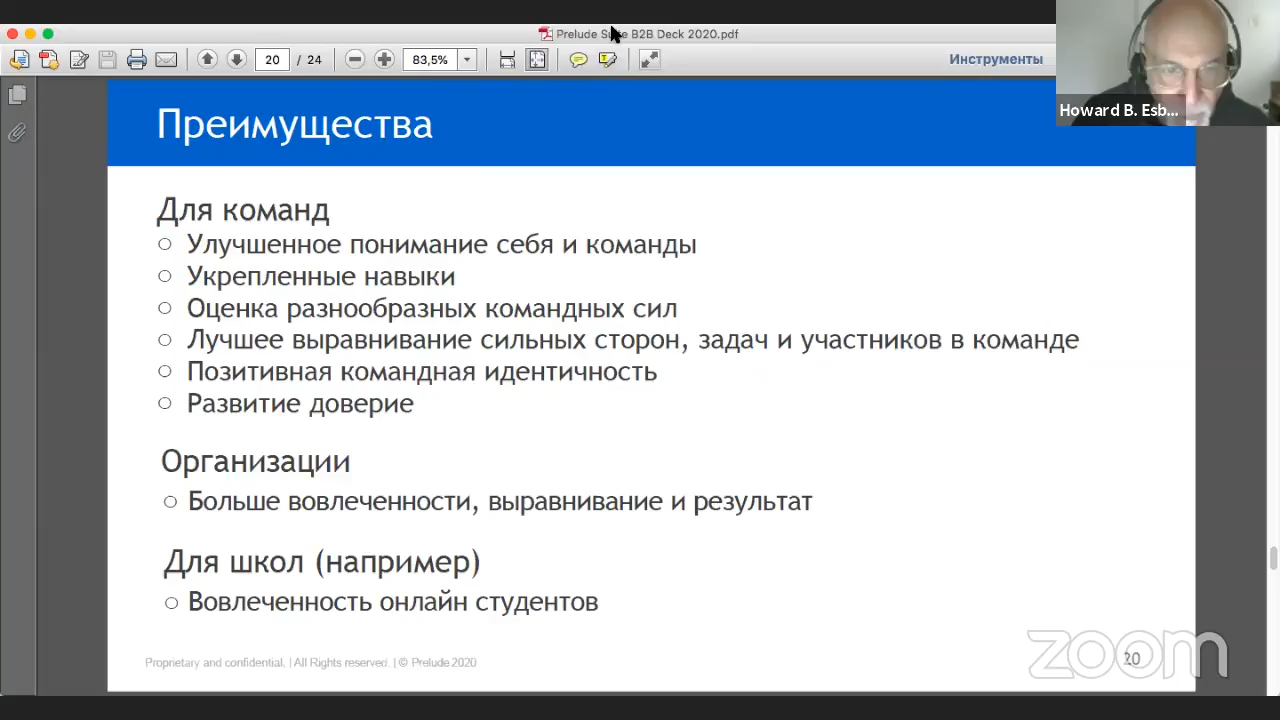 Prelude Suite B2B Deck 2020.pdf
20 / 24
83,5%
Инструменты
Howard B. Esb...
Преимущества
Для команд
Улучшенное понимание себя и команды
Укрепленные навыки
Оценка разнообразных командных сил
Лучшее выравнивание сильных сторон, задач и участников в команде
Позитивная командная идентичность
Развитие доверие
Организации
Больше вовлеченности, выравнивание и результат
Для школ (например)
Вовлеченность онлайн студентов
Proprietary and confidential. | All Rights reserved. | © Prelude 2020
20
zoom